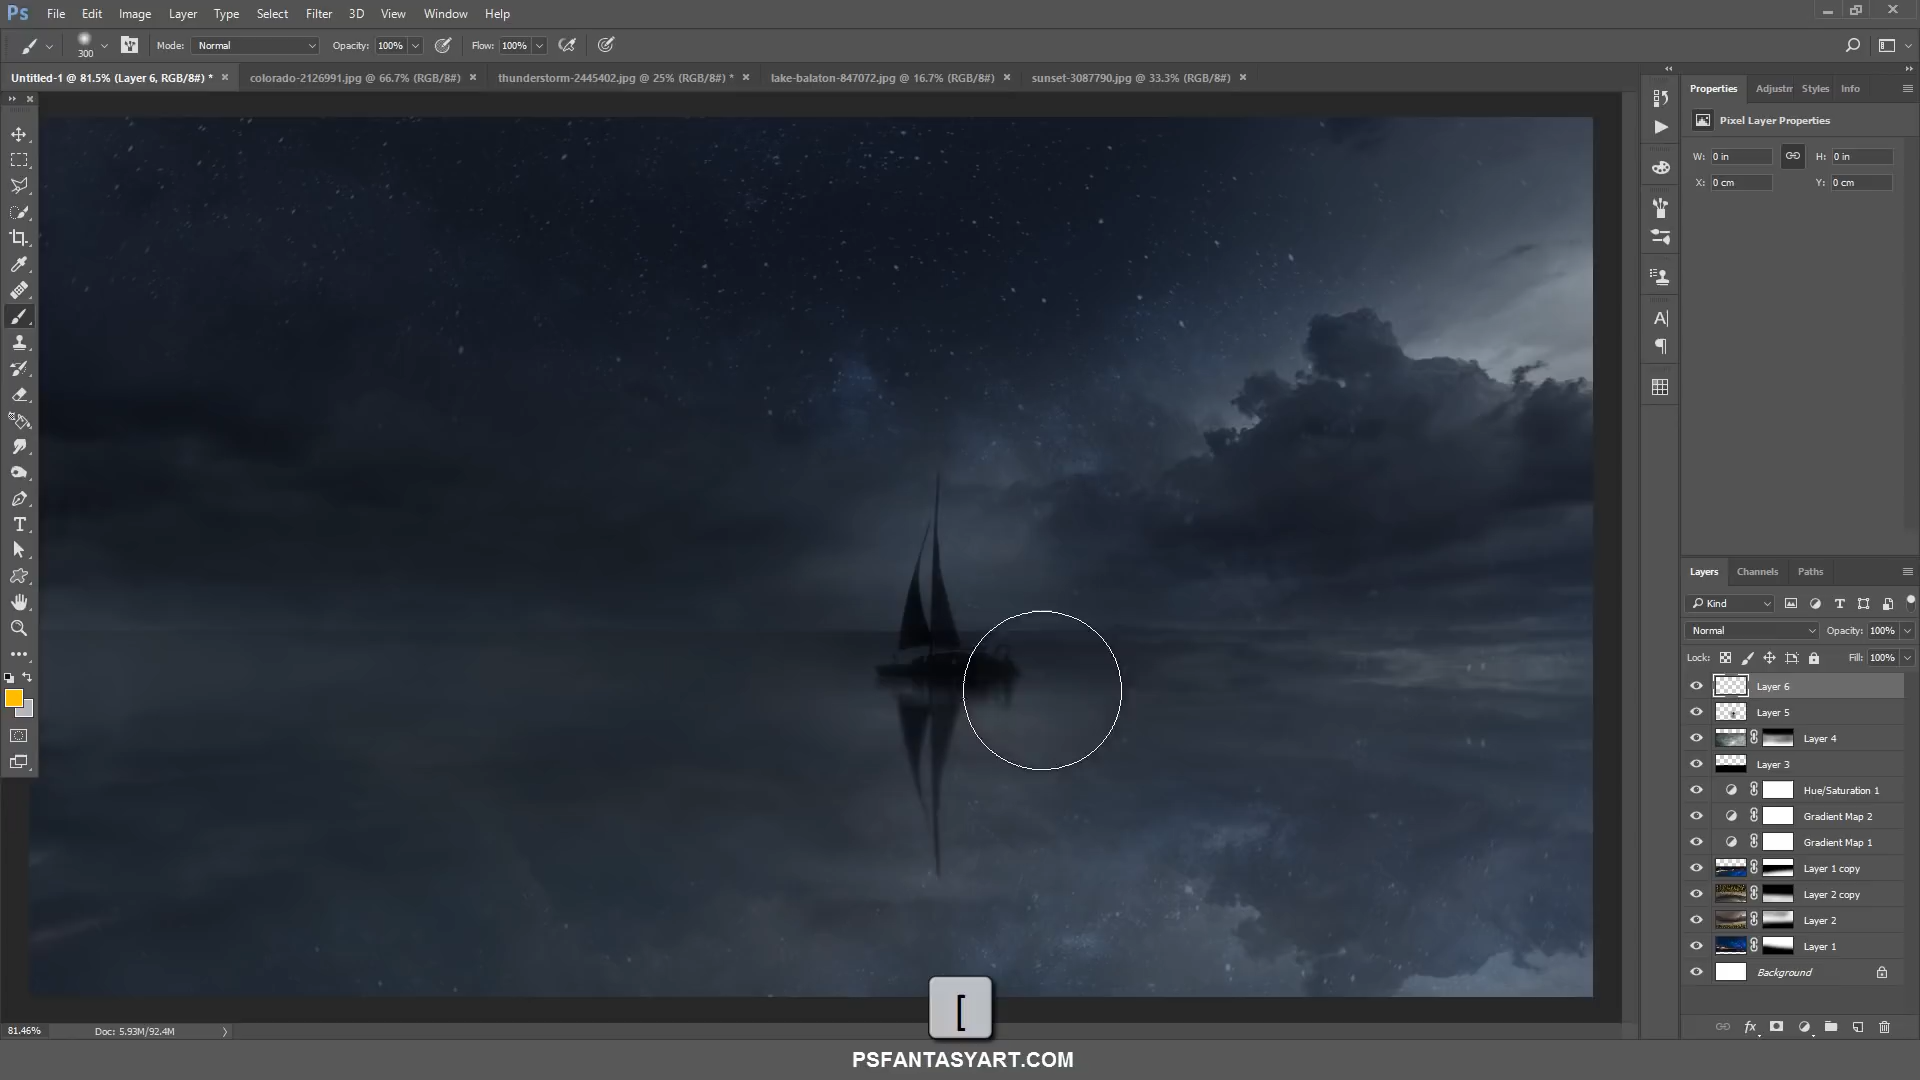 Ps File Edit Image Layer Type Select Filter 3D View Window Help
300 Mode: Normal Opacity: 100% Flow: 100%
Untitled-1 @ 81.5% (Layer 6, RGB/8#) * colorado-2126991.jpg @ 66.7% (RGB/8#) thunderstorm-2445402.jpg @ 25% (RGB/8#) * lake-balaton-847072.jpg @ 16.7% (RGB/8#) sunset-3087790.jpg @ 33.3% (RGB/8#)
Properties Adjustm Styles Info
Pixel Layer Properties
W: 0 in H: 0 in
X: 0 cm Y: 0 cm
Layers Channels Paths
Kind
Normal Opacity: 100%
Lock: Fill: 100%
Layer 6
Layer 5
Layer 4
Layer 3
Hue/Saturation 1
Gradient Map 2
Gradient Map 1
Layer 1 copy
Layer 2 copy
Layer 2
Layer 1
Background
[
81.46% Doc: 5.93M/92.4M
PSFANTASYART.COM